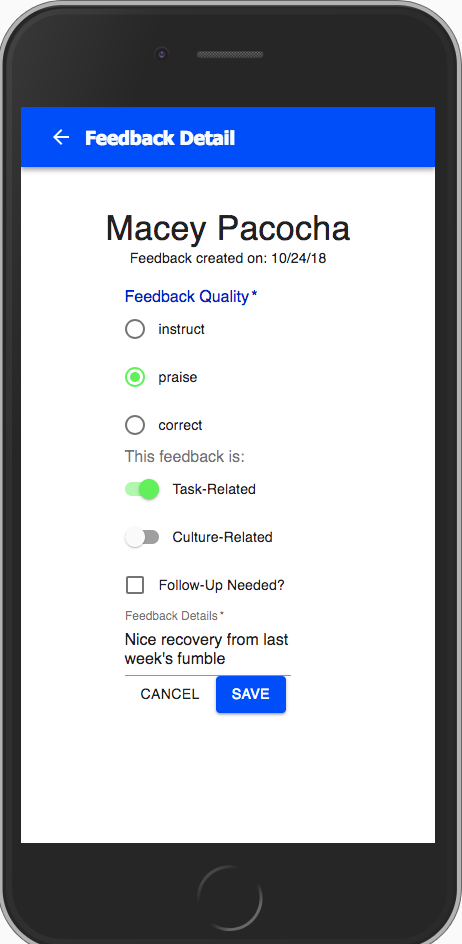 Feedback Detail
Macey Pacocha
Feedback created on: 10/24/18
Feedback Quality*
instruct
praise
correct
This feedback is:
Task-Related
Culture-Related
Follow-Up Needed?
Feedback Details*
Nice recovery from last
week's fumble
CANCEL SAVE